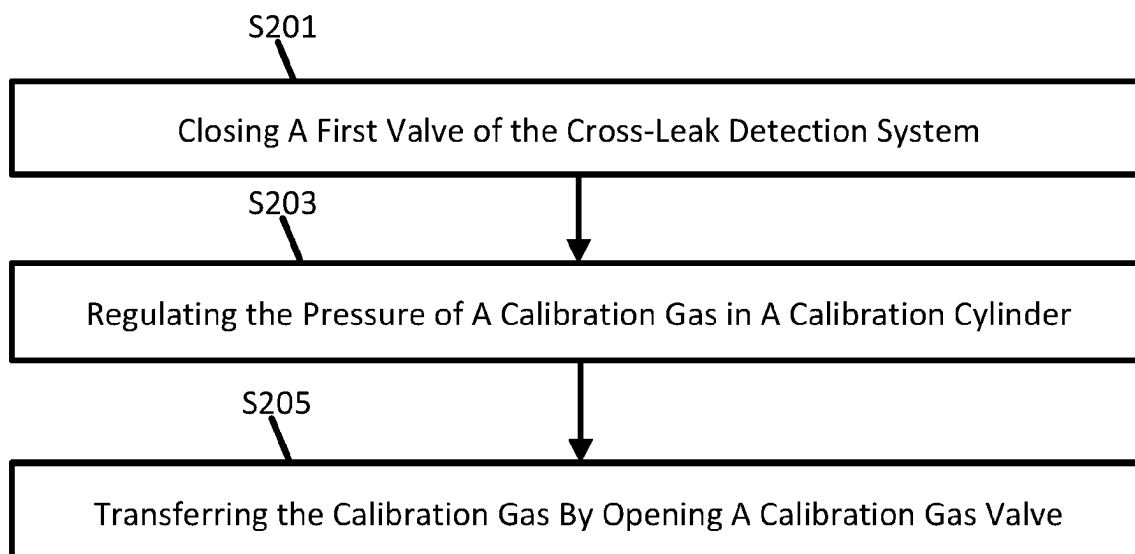 S201
Closing A First Valve of the Cross-Leak Detection System
S203
Regulating the Pressure of A Calibration Gas in A Calibration Cylinder
S205
Transferring the Calibration Gas By Opening A Calibration Gas Valve